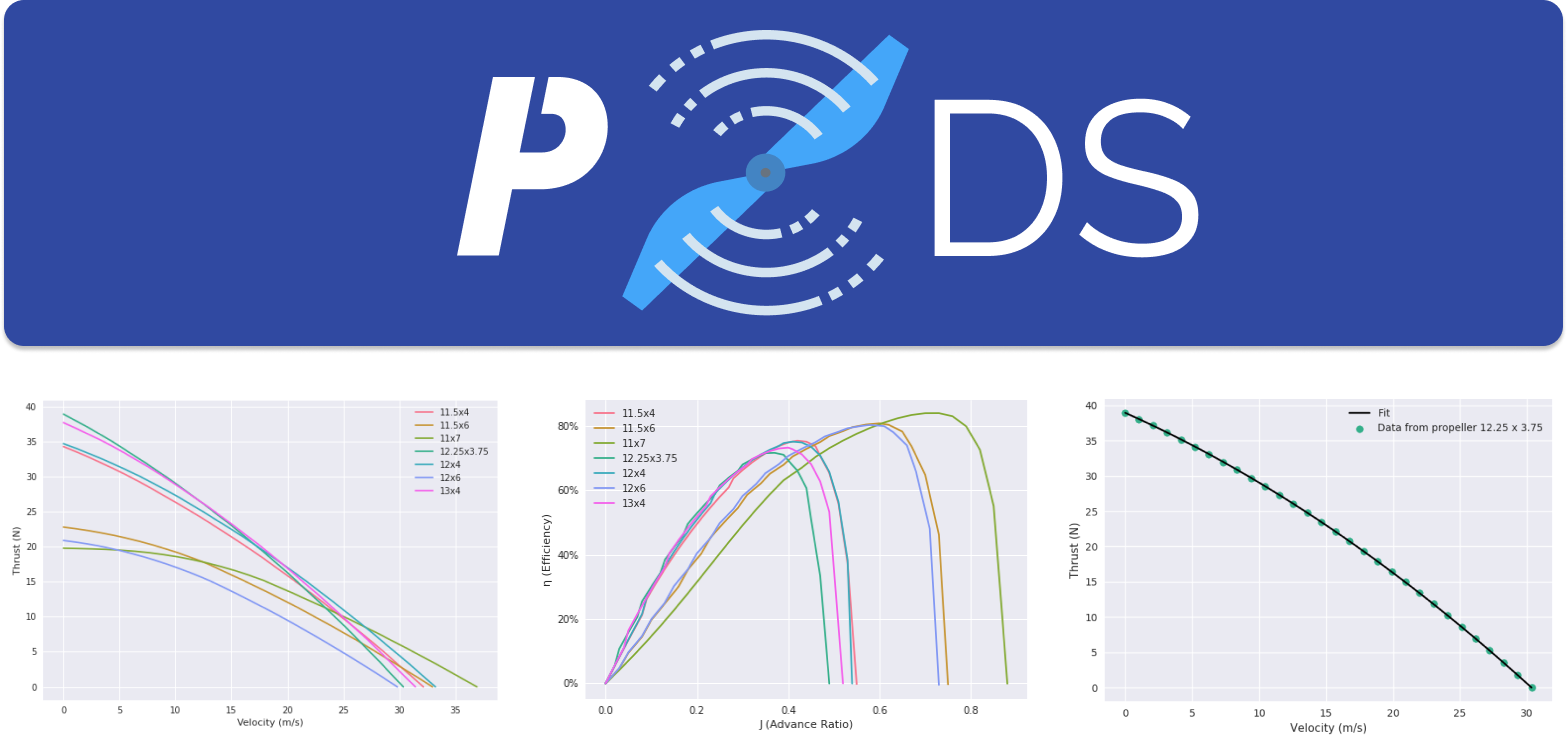 P DS
40
35
30
25
20
15
10
5
0
Thrust (N)
0 5 10 15 20 25 30 35
Velocity (m/s)
11.5x4
11.5x6
11x7
12.25x3.75
12x4
12x6
13x4
80%
60%
40%
20%
0%
η (Efficiency)
0.0 0.2 0.4 0.6 0.8
J (Advance Ratio)
11.5x4
11.5x6
11x7
12.25x3.75
12x4
12x6
13x4
40
35
30
25
20
15
10
5
0
Thrust (N)
0 5 10 15 20 25 30
Velocity (m/s)
Fit
Data from propeller 12.25 x 3.75